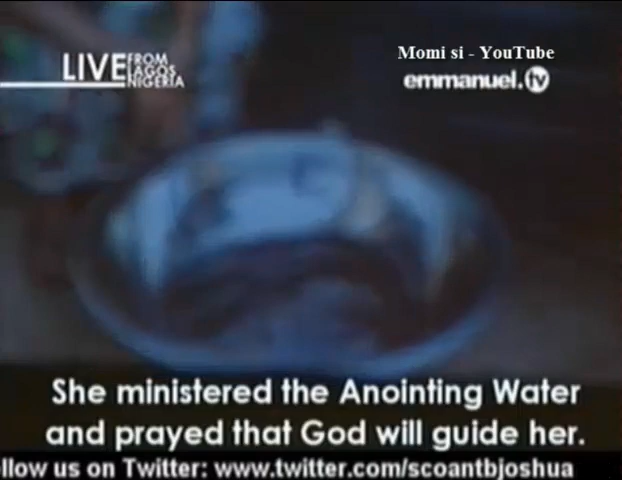 LIVE FROM LAGOS NIGERIA
Momi si - YouTube
emmanuel.tv
She ministered the Anointing Water
and prayed that God will guide her.
llow us on Twitter: www.twitter.com/scoantbjoshua